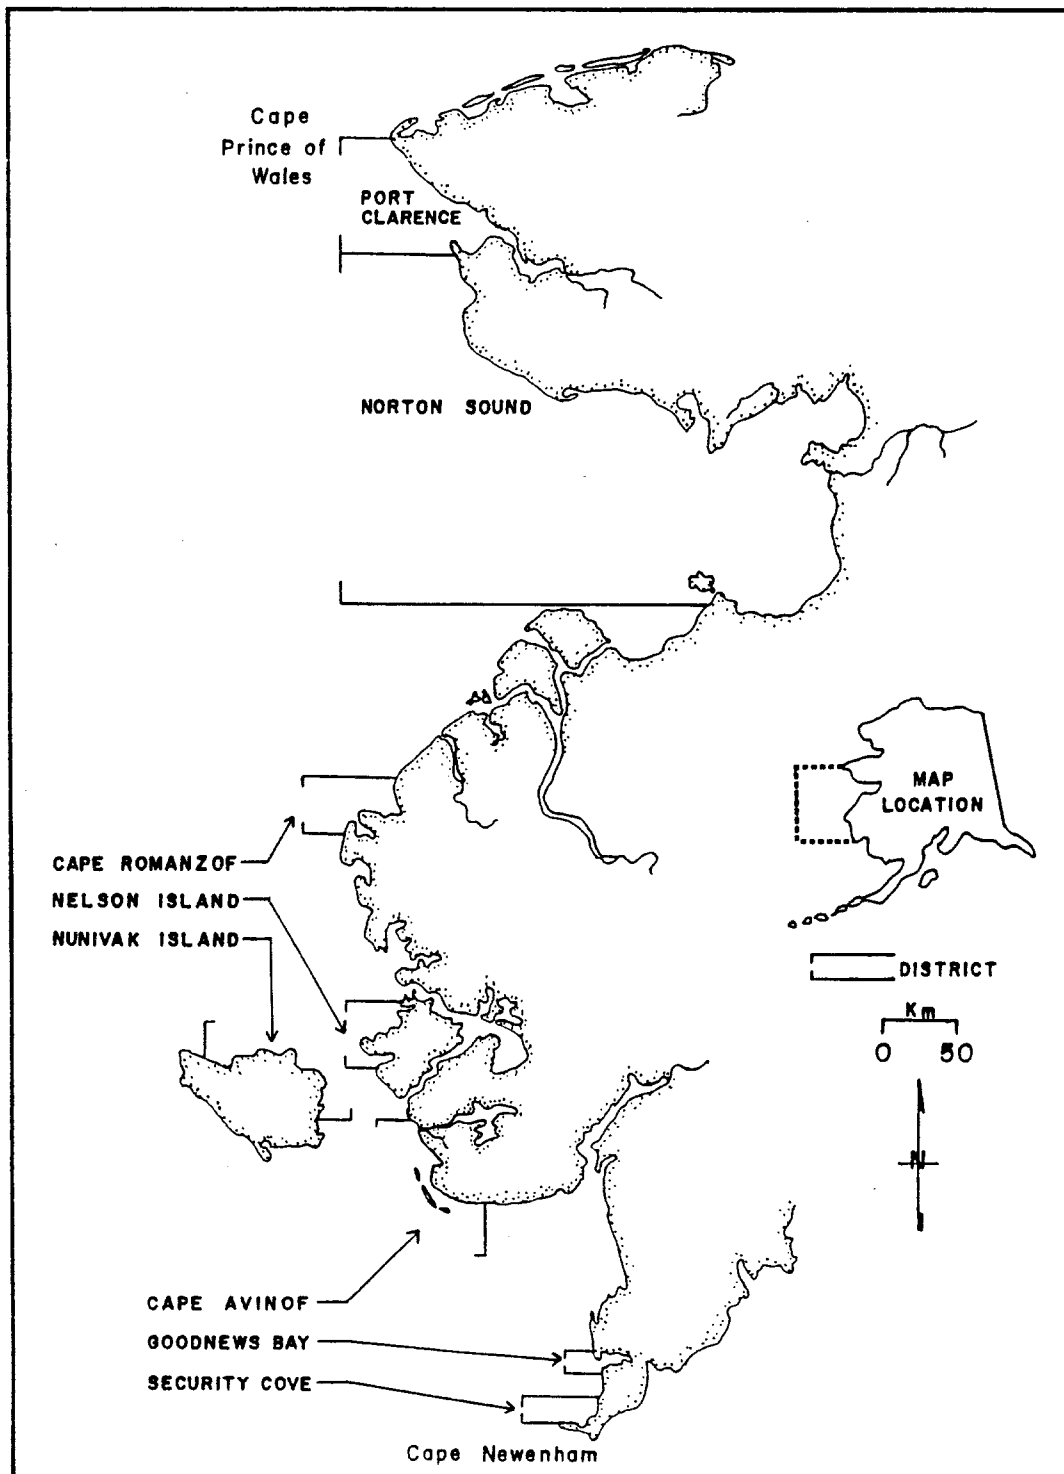 Cape
Prince of
Wales
PORT
CLARENCE
NORTON SOUND
MAP
LOCATION
CAPE ROMANZOF
NELSON ISLAND
NUNIVAK ISLAND
DISTRICT
Km
0 50
N
CAPE AVINOF
GOODNEWS BAY
SECURITY COVE
Cape Newenham